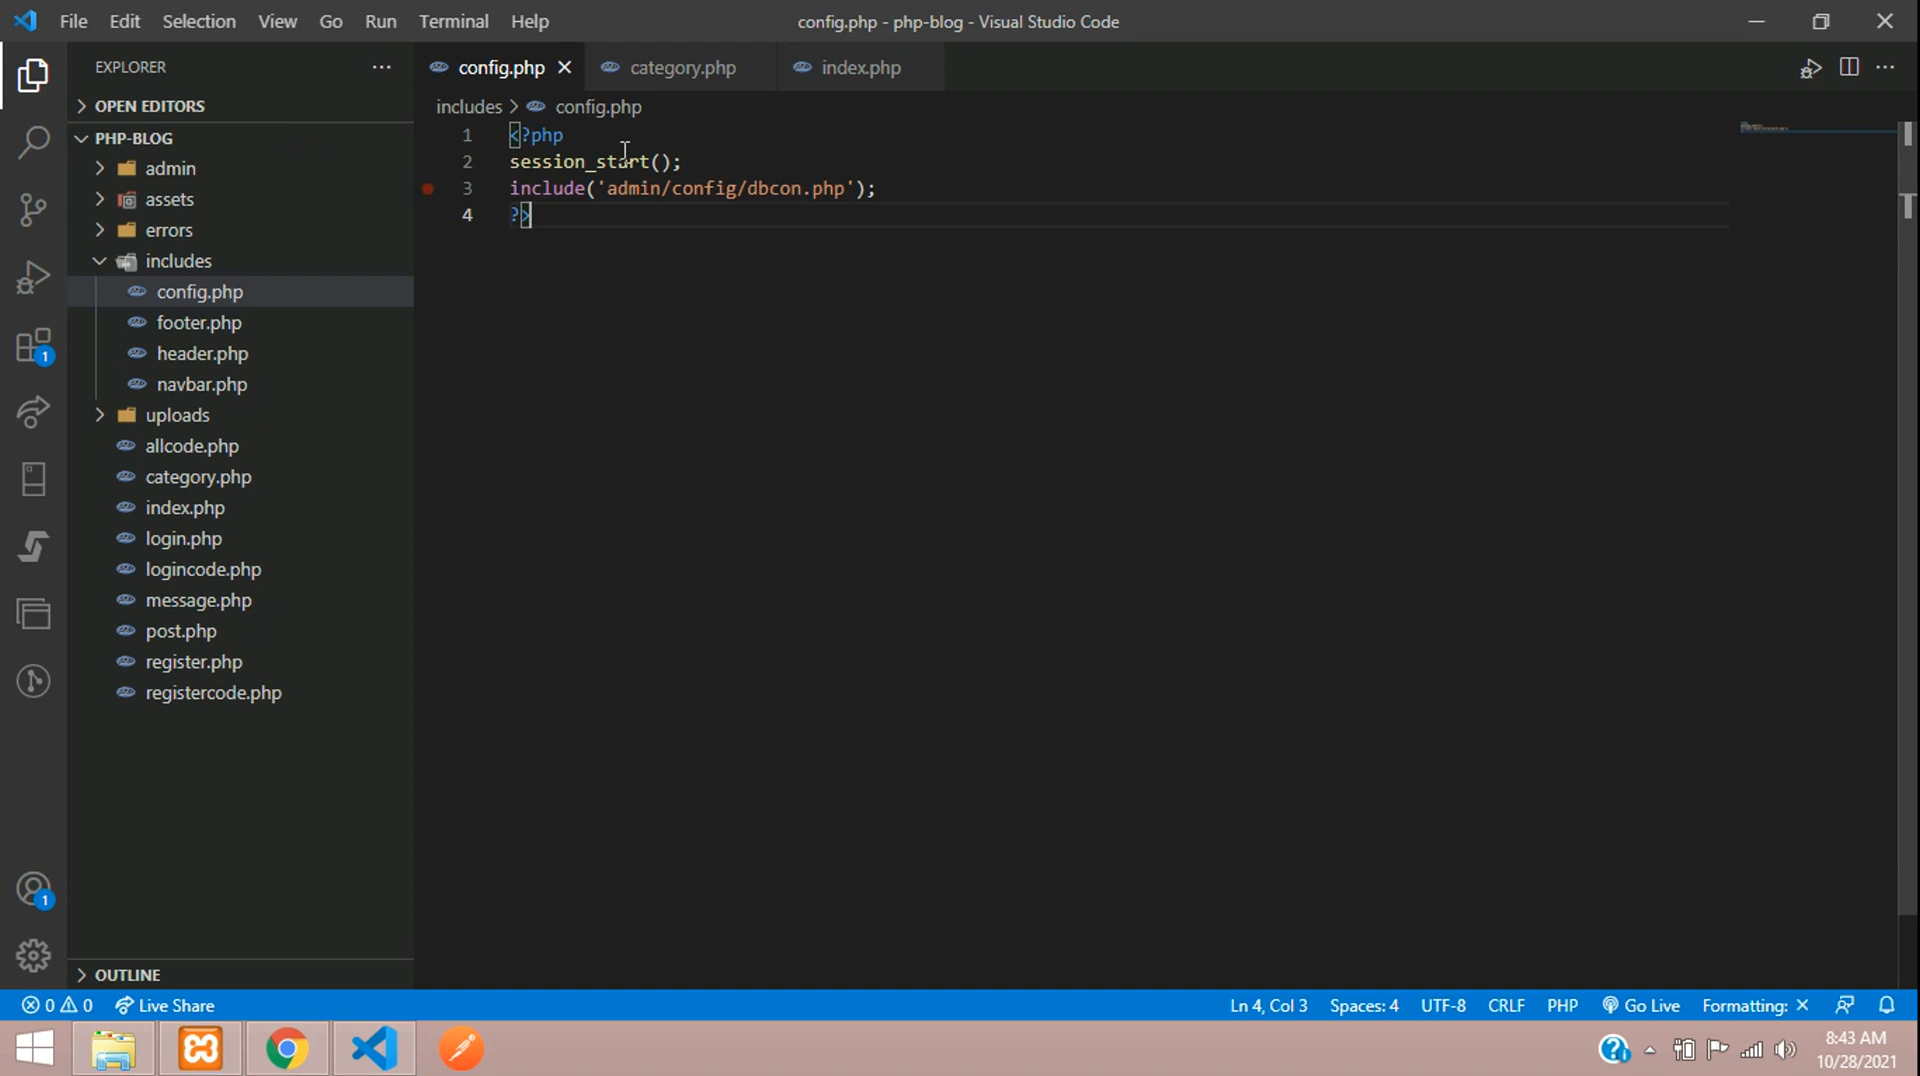 File Edit Selection View Go Run Terminal Help
config.php - php-blog - Visual Studio Code
EXPLORER
OPEN EDITORS
PHP-BLOG
admin
assets
errors
includes
config.php
footer.php
header.php
navbar.php
uploads
allcode.php
category.php
index.php
login.php
logincode.php
message.php
post.php
register.php
registercode.php
OUTLINE
1
1
config.php
category.php
index.php
includes > config.php
1 <?php
2 session_start();
3 include('admin/config/dbcon.php');
4 ?>
0 0 Live Share
Ln 4, Col 3 Spaces: 4 UTF-8 CRLF PHP Go Live Formatting: ×
8:43 AM
10/28/2021